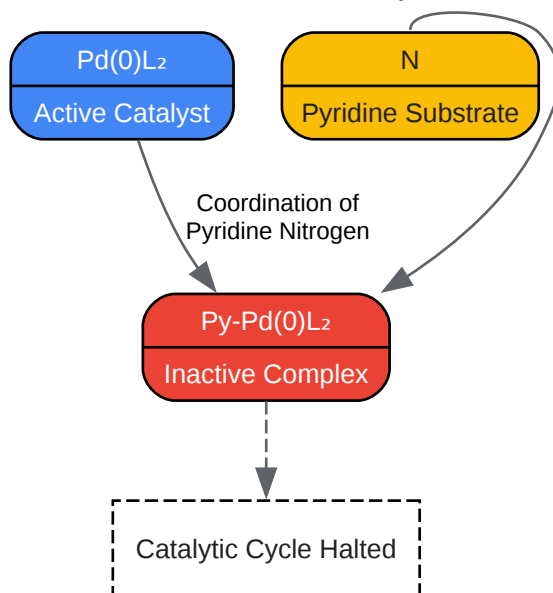 Pd(0)L₂
Active Catalyst
N
Pyridine Substrate
Coordination of
Pyridine Nitrogen
Py-Pd(0)L₂
Inactive Complex
Catalytic Cycle Halted